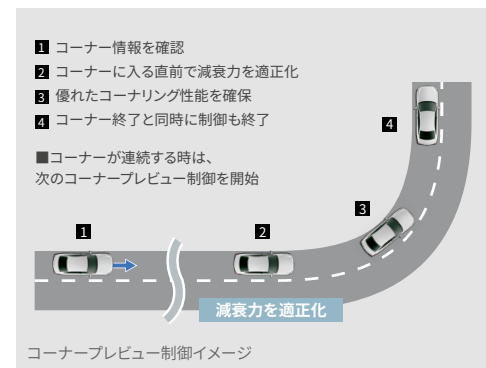 1 コーナー情報を確認
2 コーナーに入る直前で減衰力を適正化
3 優れたコーナリング性能を確保
4 コーナー終了と同時に制御も終了
■コーナーが連続する時は、
次のコーナープレビュー制御を開始
4
3
1
2
減衰力を適正化
コーナープレビュー制御イメージ